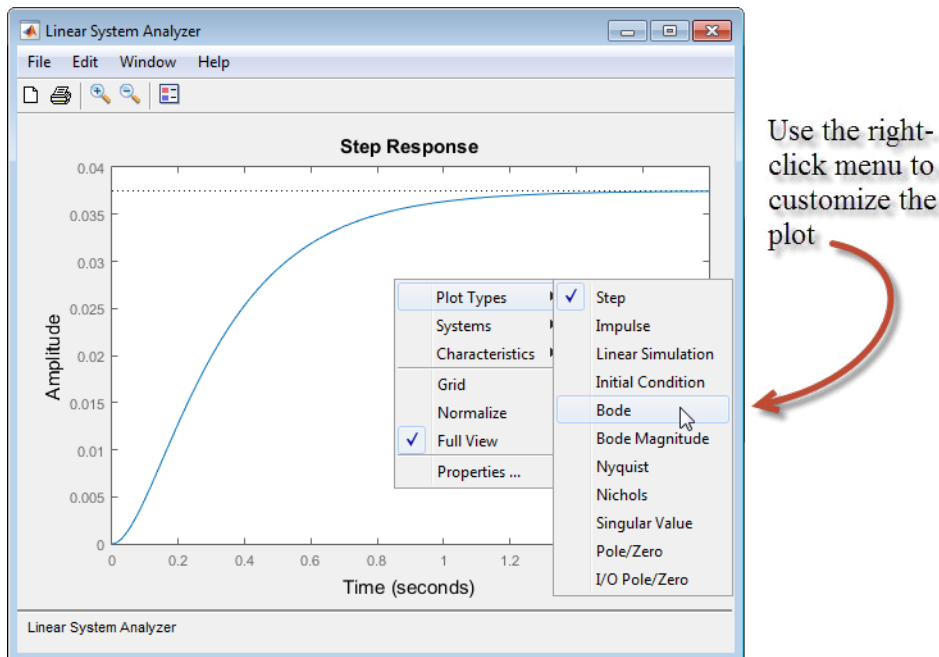 Linear System Analyzer
File Edit Window Help
Step Response
0.04
0.035
0.03
0.025
0.02
0.015
0.01
0.005
0
Amplitude
0 0.2 0.4 0.6 0.8 1 1.2
Time (seconds)
Plot Types
Systems
Characteristics
Grid
Normalize
Full View
Properties ...
Step
Impulse
Linear Simulation
Initial Condition
Bode
Bode Magnitude
Nyquist
Nichols
Singular Value
Pole/Zero
I/O Pole/Zero
Linear System Analyzer
Use the right-
click menu to
customize the
plot